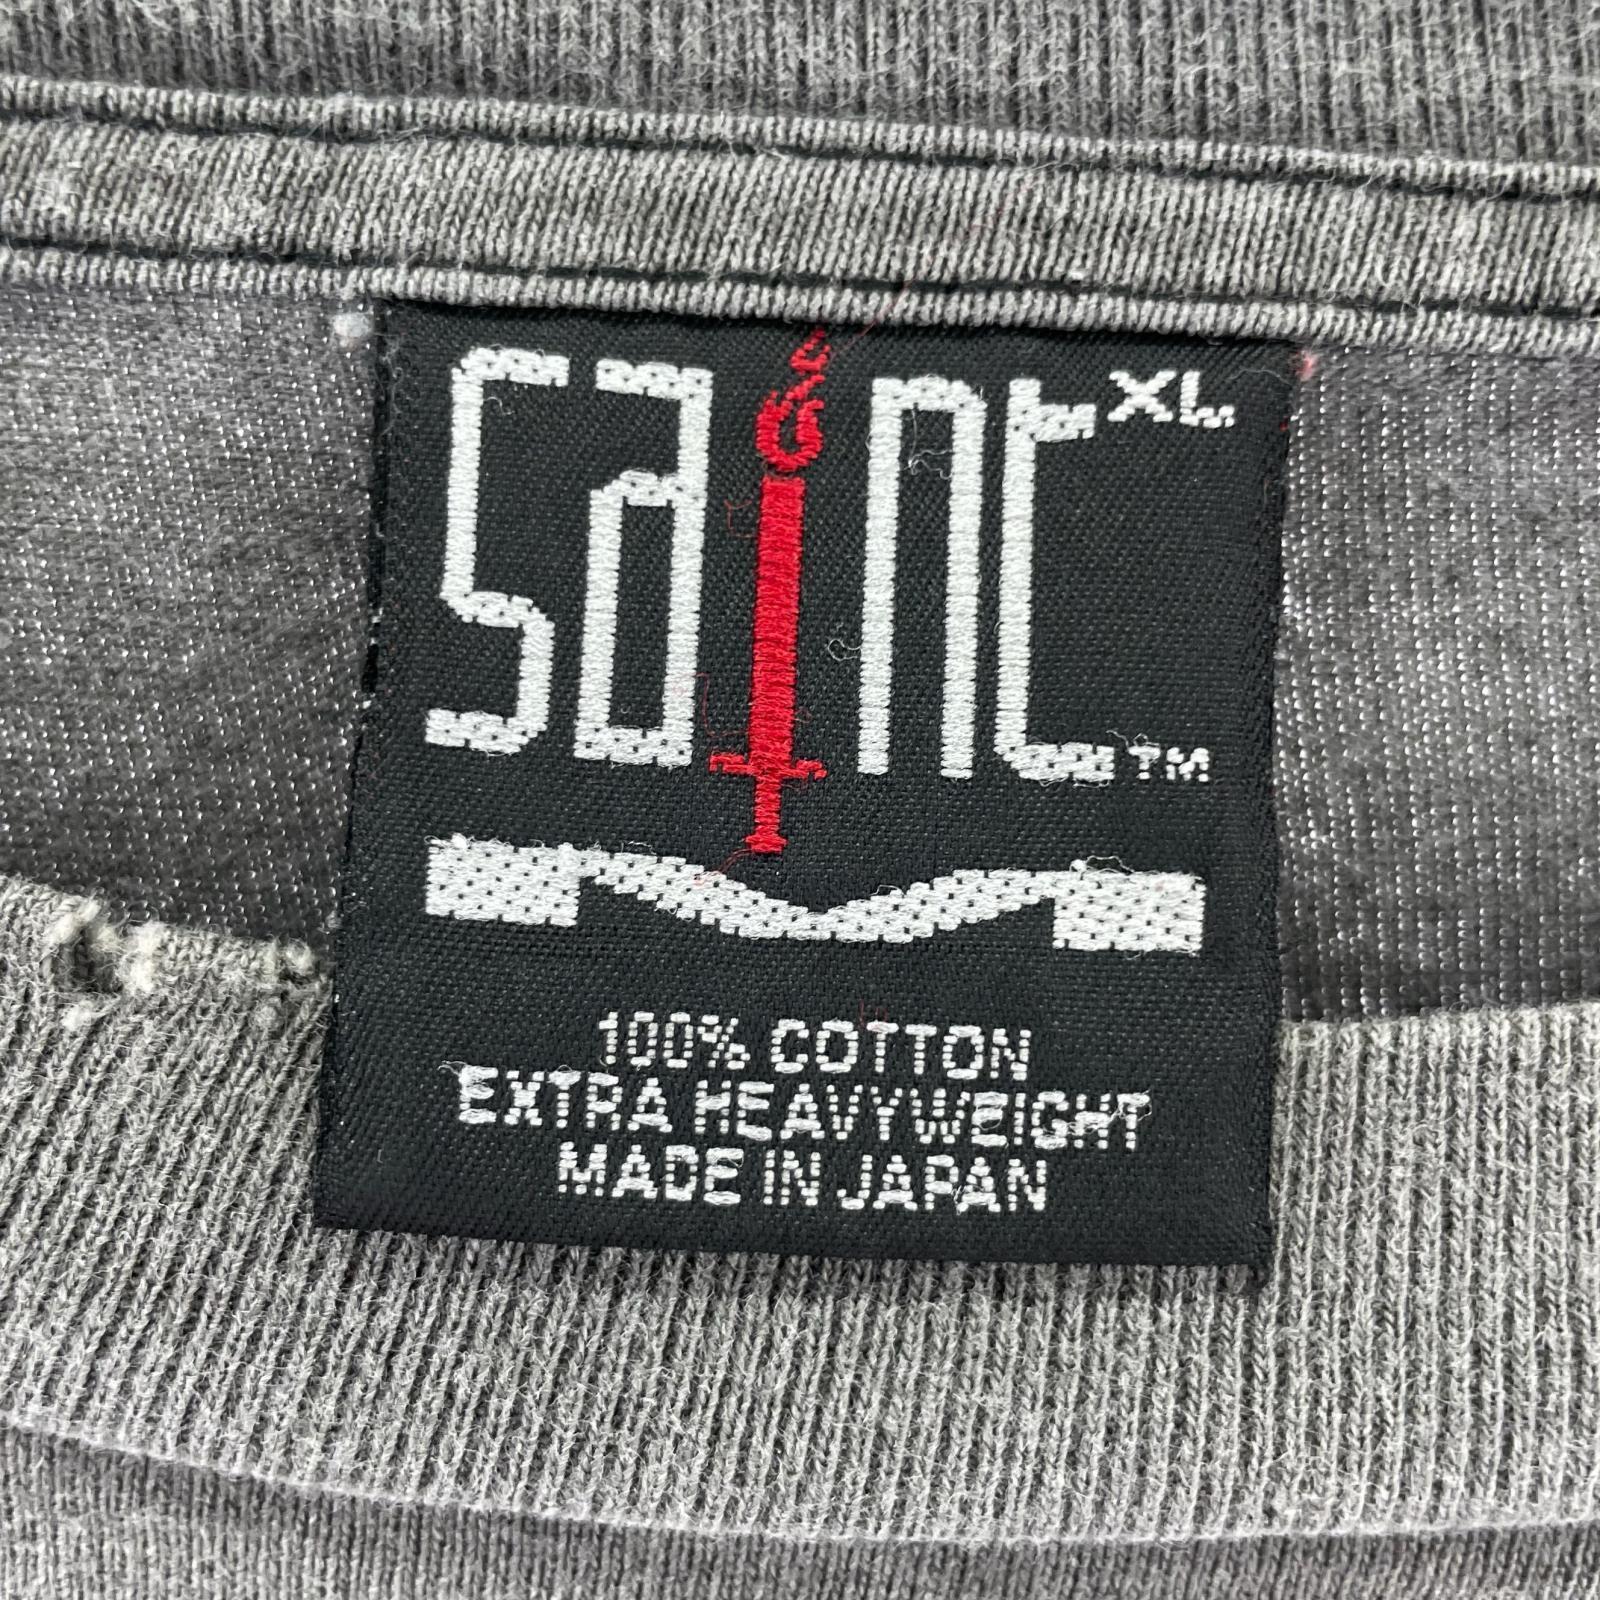 SAINT XL
TM
100% COTTON
EXTRA HEAVYWEIGHT
MADE IN JAPAN